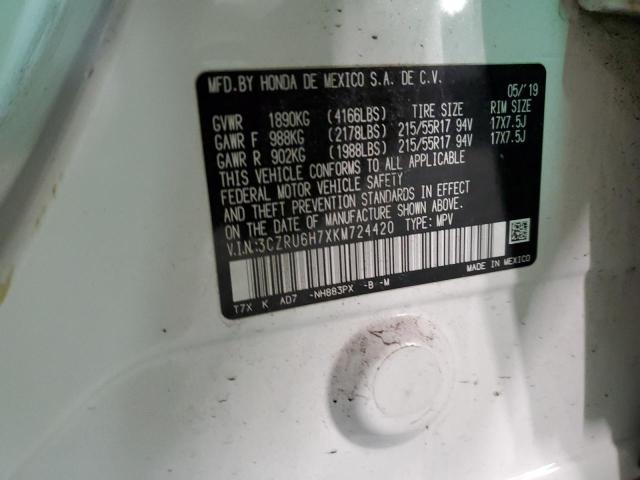 MFD.BY HONDA DE MEXICO S.A. DE C.V.
05/'19
GVWR 1890KG (4166LBS) TIRE SIZE RIM SIZE
GAWR F 988KG (2178LBS) 215/55R17 94V 17X7.5J
GAWR R 902KG (1988LBS) 215/55R17 94V 17X7.5J
THIS VEHICLE CONFORMS TO ALL APPLICABLE
FEDERAL MOTOR VEHICLE SAFETY
AND THEFT PREVENTION STANDARDS IN EFFECT
ON THE DATE OF MANUFACTURE SHOWN ABOVE.
V.I.N.:3CZRU6H7XKM724420 TYPE: MPV
T7X K AD7 -NH883PX -B -M
MADE IN MEXICO